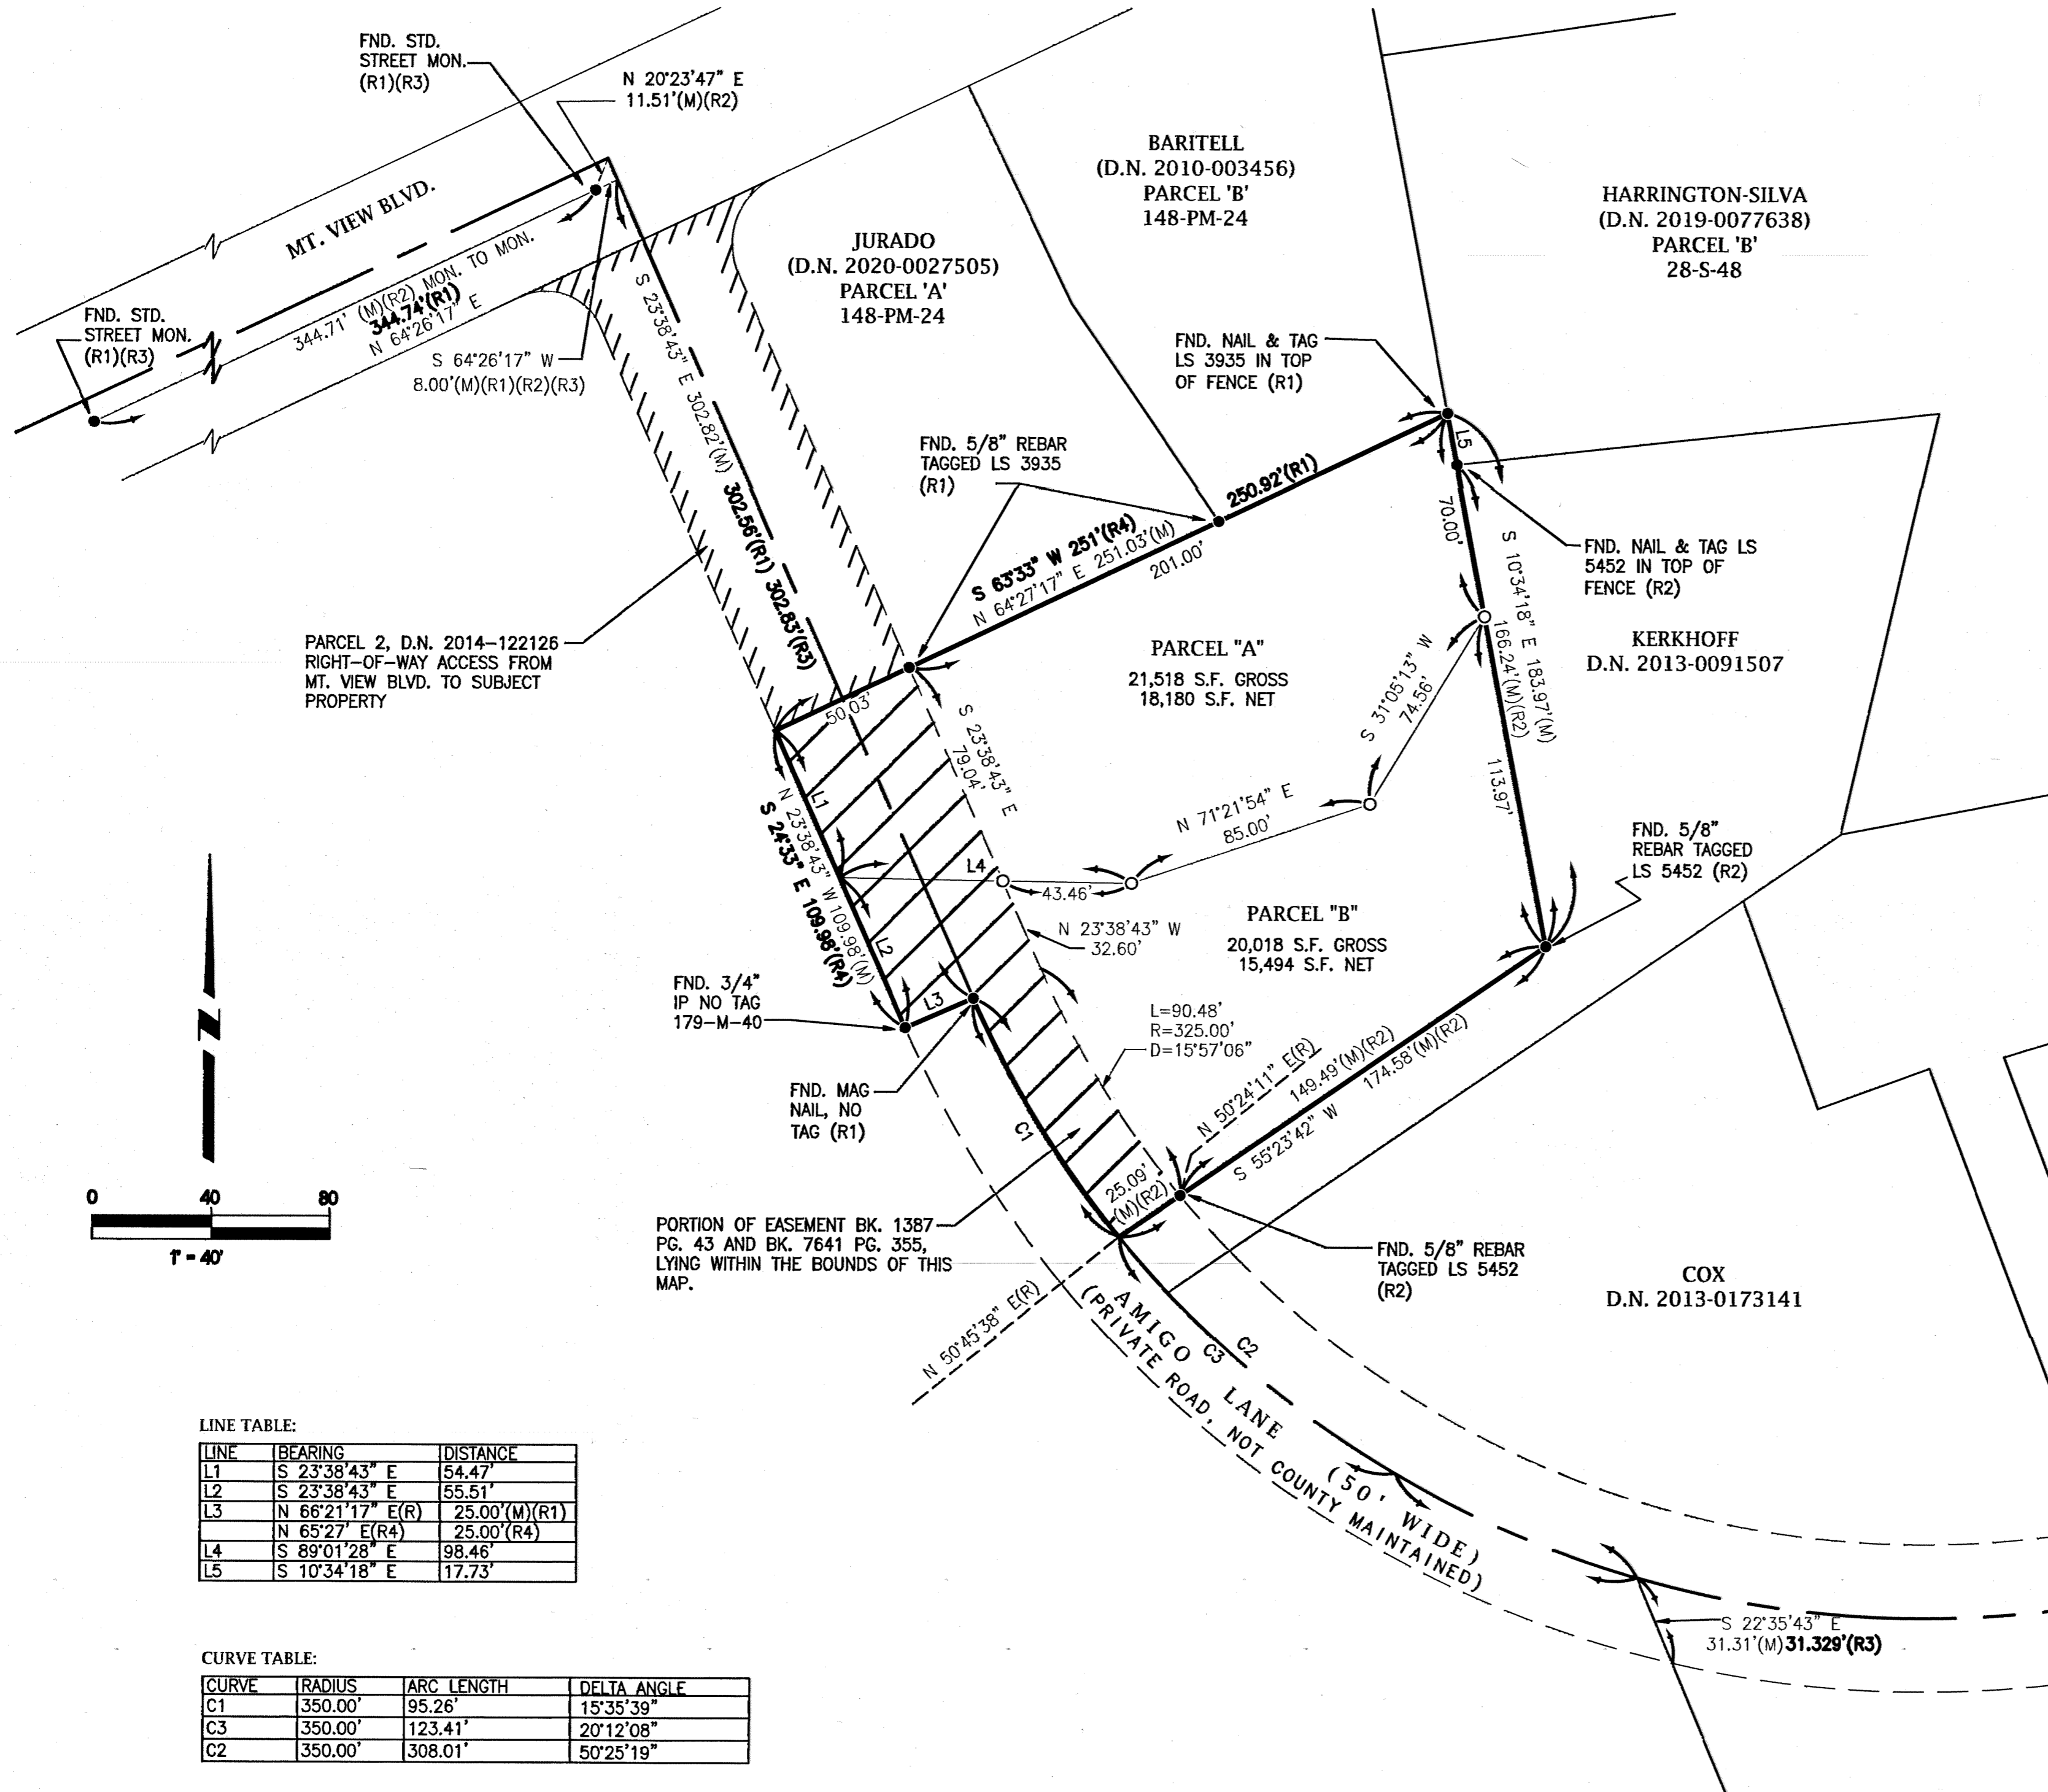 FND. STD.
STREET MON.
(R1)(R3)
N 20°23'47" E
11.51'(M)(R2)
MT. VIEW BLVD.
344.71' (M)(R2) MON. TO MON.
344.74'(R1)
N 64°26'17" E
FND. STD.
STREET MON.
(R1)(R3)
S 64°26'17" W
8.00'(M)(R1)(R2)(R3)
S 23°38'43" E 302.82'(M) 302.56'(R1) 302.83'(R3)
JURADO
(D.N. 2020-0027505)
PARCEL 'A'
148-PM-24
BARITELL
(D.N. 2010-003456)
PARCEL 'B'
148-PM-24
HARRINGTON-SILVA
(D.N. 2019-0077638)
PARCEL 'B'
28-S-48
FND. NAIL & TAG
LS 3935 IN TOP
OF FENCE (R1)
FND. 5/8" REBAR
TAGGED LS 3935
(R1)
250.92'(R1)
S 63°33" W 251'(R4)
N 64°27'17" E 251.03'(M)
201.00'
50.03'
L5
70.00'
S 10°34'18" E 183.97'(M)
166.24'(M)(R2)
113.97'
FND. NAIL & TAG LS
5452 IN TOP OF
FENCE (R2)
KERKHOFF
D.N. 2013-0091507
PARCEL 2, D.N. 2014-122126
RIGHT-OF-WAY ACCESS FROM
MT. VIEW BLVD. TO SUBJECT
PROPERTY
PARCEL "A"
21,518 S.F. GROSS
18,180 S.F. NET
S 31°05'13" W
74.56'
S 23°38'43" E
79.04'
N 71°21'54" E
85.00'
L1
N 23°38'43" W 109.98'(M)
S 24°33" E 109.98'(R4)
L2
L4
43.46'
N 23°38'43" W
32.60'
PARCEL "B"
20,018 S.F. GROSS
15,494 S.F. NET
FND. 5/8"
REBAR TAGGED
LS 5452 (R2)
FND. 3/4"
IP NO TAG
179-M-40
L3
L=90.48'
R=325.00'
D=15°57'06"
FND. MAG
NAIL, NO
TAG (R1)
C1
N 50°24'11" E(R)
149.49'(M)(R2)
174.58'(M)(R2)
S 55°23'42" W
25.09'
(M)(R2)
PORTION OF EASEMENT BK. 1387
PG. 43 AND BK. 7641 PG. 355,
LYING WITHIN THE BOUNDS OF THIS
MAP.
FND. 5/8" REBAR
TAGGED LS 5452
(R2)
COX
D.N. 2013-0173141
N 50°45'38" E(R)
C2
C3
AMIGO LANE (50' WIDE)
(PRIVATE ROAD, NOT COUNTY MAINTAINED)
S 22°35'43" E
31.31'(M) 31.329'(R3)
N
0 40 80
1" = 40'
LINE TABLE:
LINE BEARING DISTANCE
L1 S 23°38'43" E 54.47'
L2 S 23°38'43" E 55.51'
L3 N 66°21'17" E(R) 25.00'(M)(R1)
N 65°27' E(R4) 25.00'(R4)
L4 S 89°01'28" E 98.46'
L5 S 10°34'18" E 17.73'
CURVE TABLE:
CURVE RADIUS ARC LENGTH DELTA ANGLE
C1 350.00' 95.26' 15°35'39"
C3 350.00' 123.41' 20°12'08"
C2 350.00' 308.01' 50°25'19"